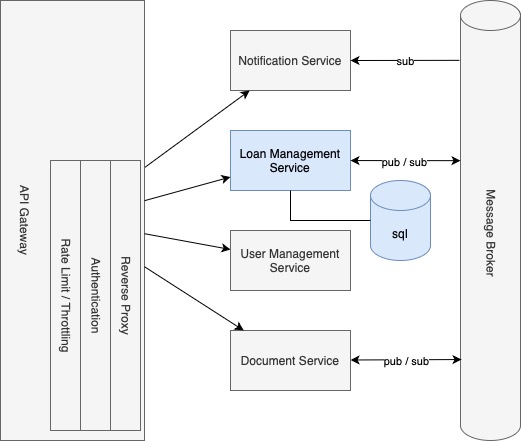 API Gateway
Rate Limit / Throttling
Authentication
Reverse Proxy
Notification Service
sub
Loan Management
Service
pub / sub
sql
User Management
Service
Document Service
pub / sub
Message Broker